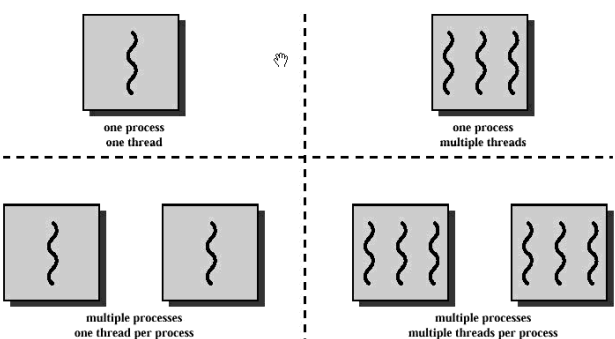 one process
one thread
one process
multiple threads
multiple processes
one thread per process
multiple processes
multiple threads per process